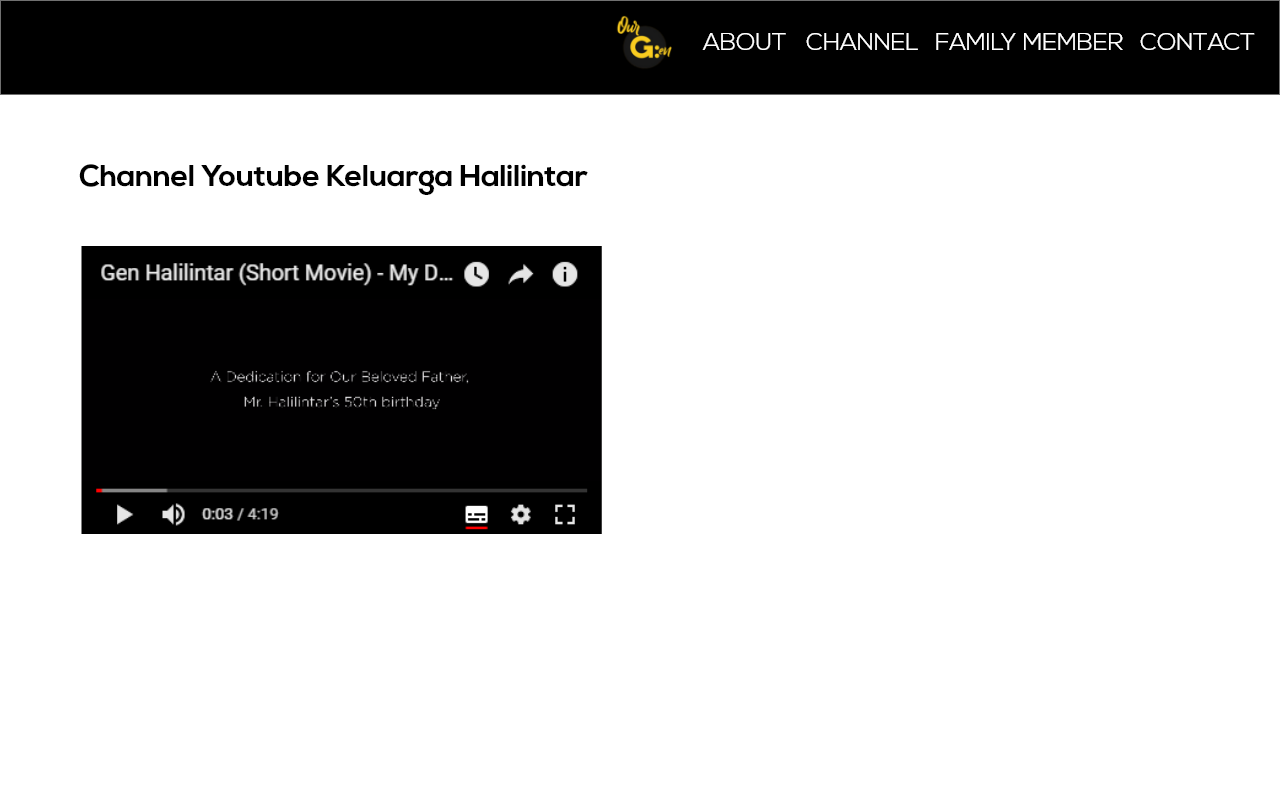 Our
G:en
ABOUT CHANNEL FAMILY MEMBER CONTACT
Channel Youtube Keluarga Halilintar
Gen Halilintar (Short Movie) - My D...
A Dedication for Our Beloved Father,
Mr. Halilintar's 50th birthday
0:03 / 4:19